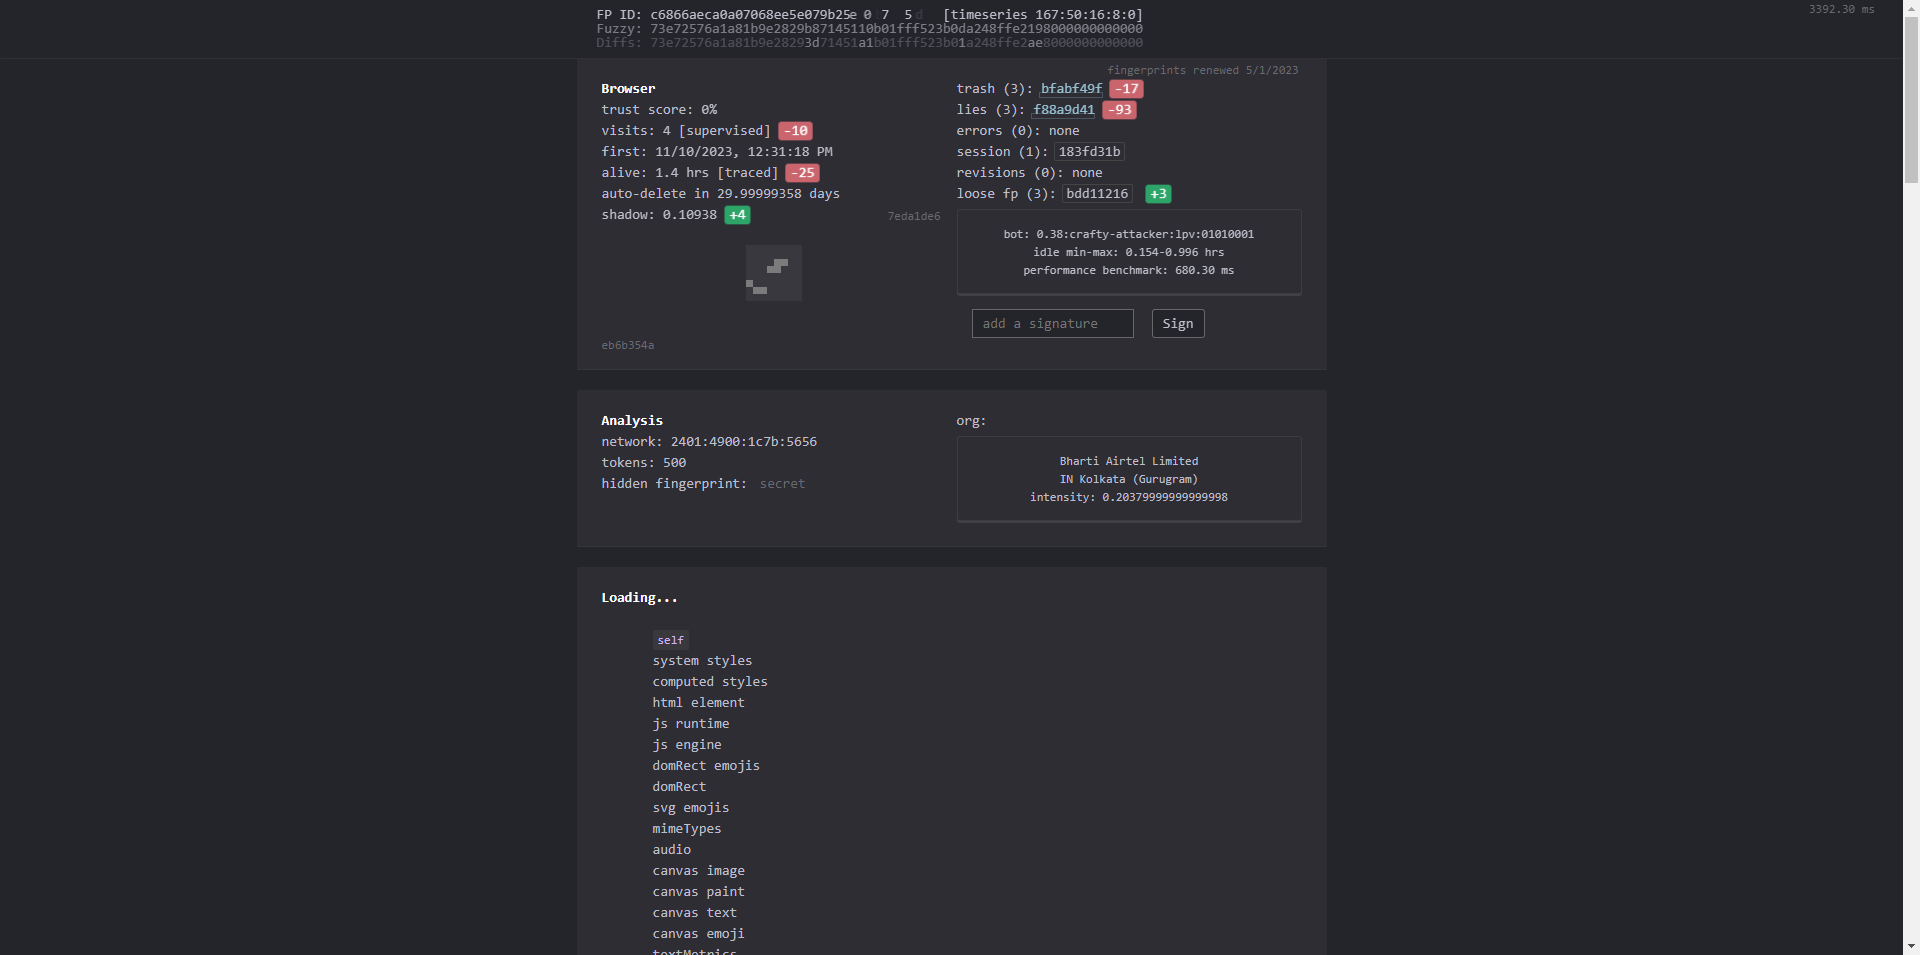 FP ID: c6866aeca0a07068ee5e079b25e 0 7 5 [timeseries 167:50:16:8:0]
3392.30 ms
Fuzzy: 73e72576a1a81b9e2829b87145110b01fff523b0da248ffe2198000000000000
Diffs: 73e72576a1a81b9e28293d71451a1b01fff523b01a248ffe2ae8000000000000
fingerprints renewed 5/1/2023
Browser
trust score: 0%
visits: 4 [supervised] -10
first: 11/10/2023, 12:31:18 PM
alive: 1.4 hrs [traced] -25
auto-delete in 29.99999358 days
shadow: 0.10938 +4
7eda1de6
eb6b354a
trash (3): bfabf49f -17
lies (3): f88a9d41 -93
errors (0): none
session (1): 183fd31b
revisions (0): none
loose fp (3): bdd11216 +3
bot: 0.38:crafty-attacker:lpv:01010001
idle min-max: 0.154-0.996 hrs
performance benchmark: 680.30 ms
add a signature Sign
Analysis
network: 2401:4900:1c7b:5656
tokens: 500
hidden fingerprint: secret
org:
Bharti Airtel Limited
IN Kolkata (Gurugram)
intensity: 0.20379999999999998
Loading...
self
system styles
computed styles
html element
js runtime
js engine
domRect emojis
domRect
svg emojis
mimeTypes
audio
canvas image
canvas paint
canvas text
canvas emoji
textMetrics